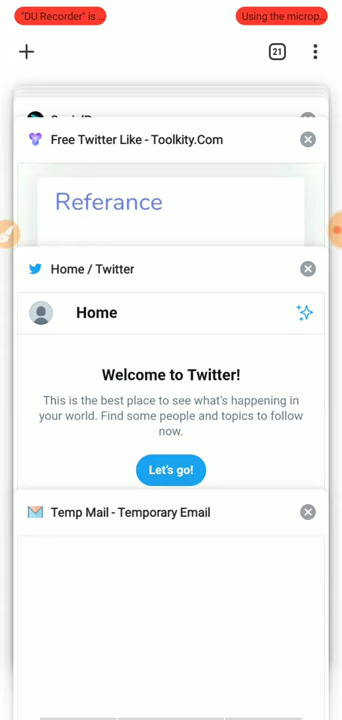 "DU Recorder" is ...
Using the microp...
21
Free Twitter Like - Toolkity.Com
Referance
Home / Twitter
Home
Welcome to Twitter!
This is the best place to see what's happening in
your world. Find some people and topics to follow
now.
Let's go!
Temp Mail - Temporary Email